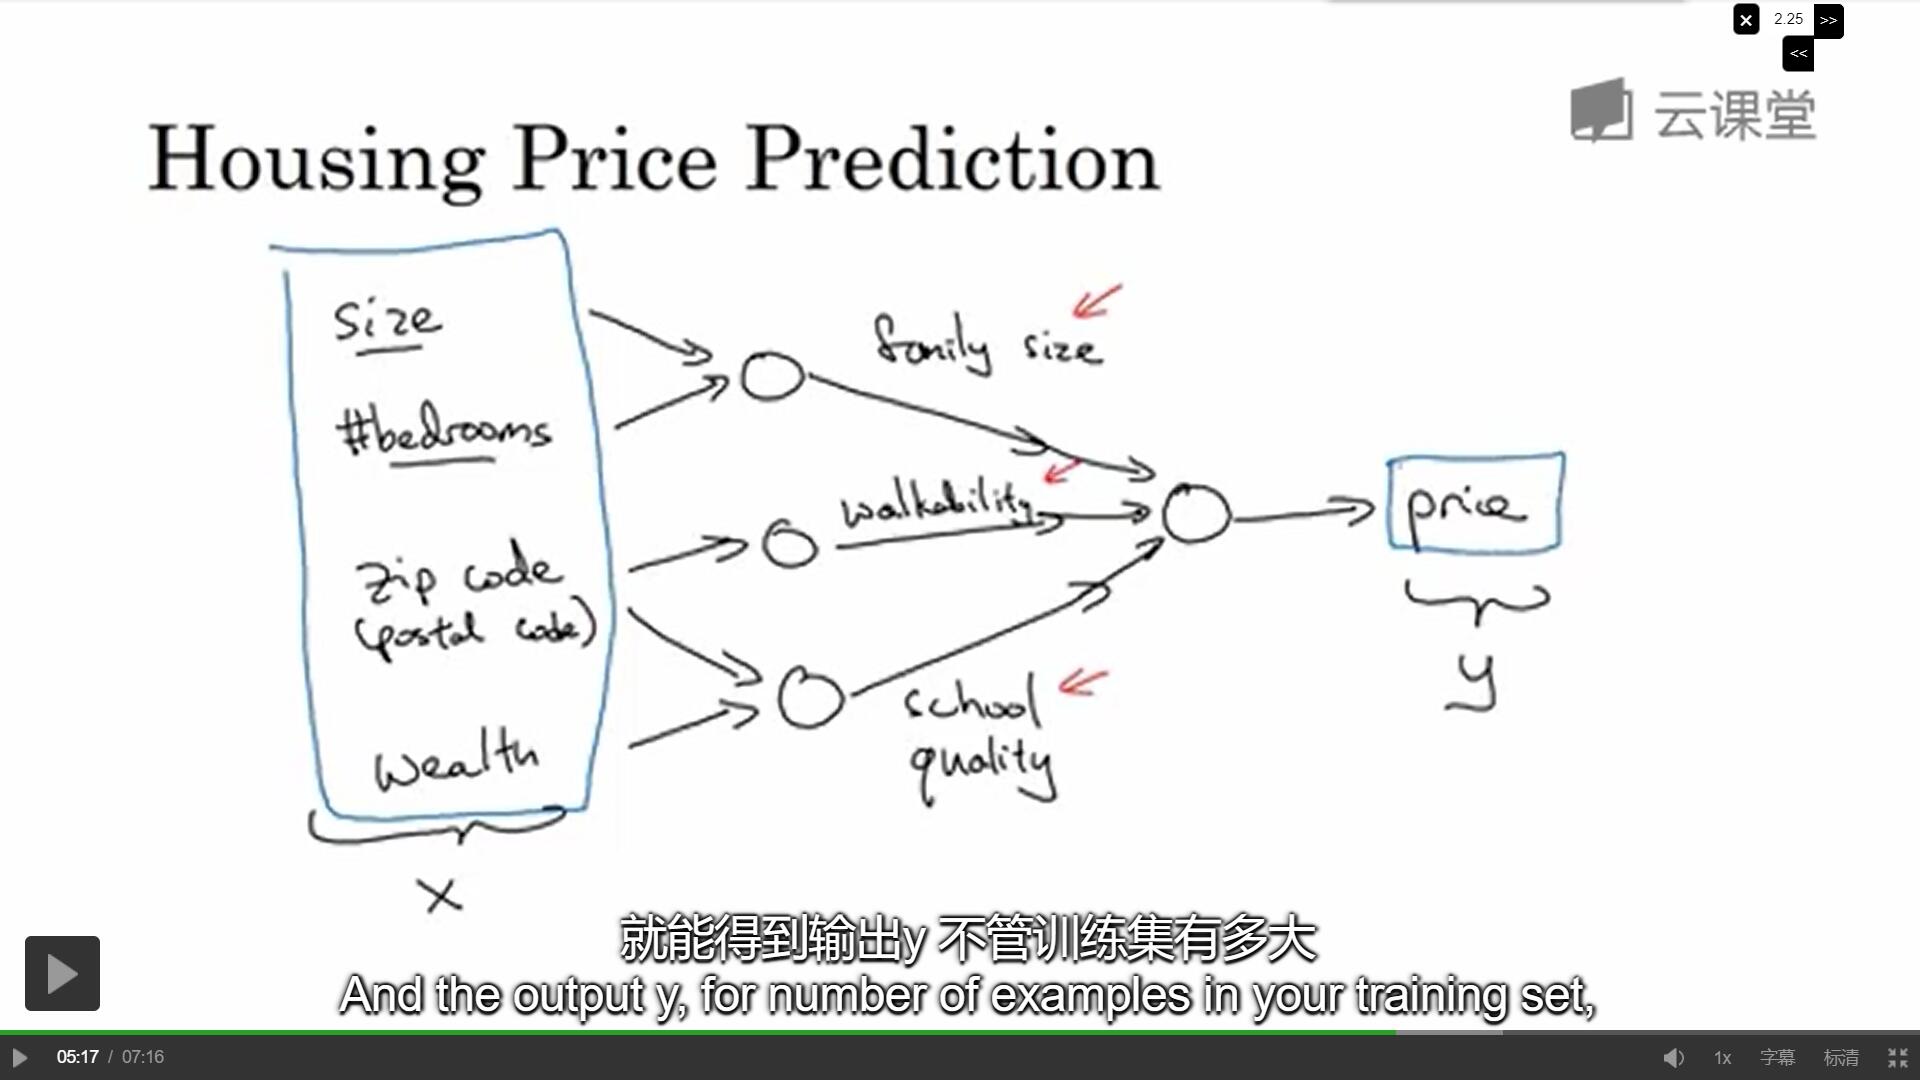 2.25 >>
<<
云课堂
Housing Price Prediction
size
family size
#bedrooms
walkability
price
zip code
(postal code)
y
school
quality
wealth
x
就能得到输出y 不管训练集有多大
And the output y, for number of examples in your training set,
05:17 / 07:16
1x 字幕 标清